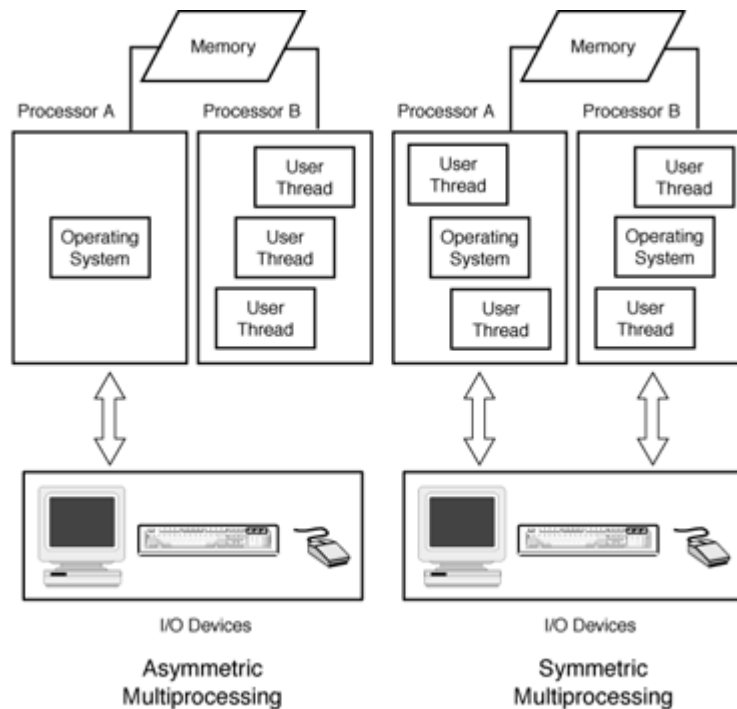 Memory
Processor A
Processor B
User
Thread
Operating
System
User
Thread
User
Thread
I/O Devices
Asymmetric
Multiprocessing
Memory
Processor A
Processor B
User
Thread
Operating
System
User
Thread
User
Thread
Operating
System
User
Thread
I/O Devices
Symmetric
Multiprocessing